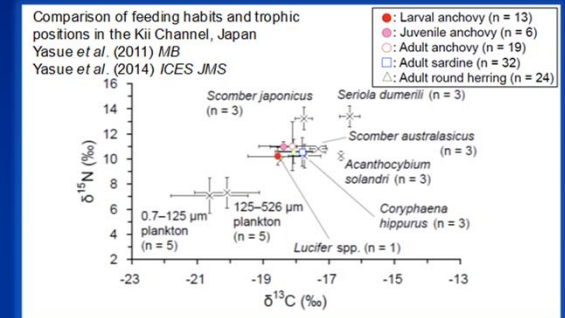 Comparison of feeding habits and trophic
positions in the Kii Channel, Japan
Yasue et al. (2011) MB
Yasue et al. (2014) ICES JMS
: Larval anchovy (n = 13)
: Juvenile anchovy (n = 6)
: Adult anchovy (n = 19)
: Adult sardine (n = 32)
: Adult round herring (n = 24)
16
14
12
10
8
6
4
2
δ15N (‰)
Scomber japonicus
(n = 3)
Seriola dumerili (n = 3)
Scomber australasicus
(n = 3)
Acanthocybium
solandri (n = 3)
Coryphaena
hippurus (n = 3)
0.7–125 μm
plankton
(n = 5)
125–526 μm
plankton
(n = 5)
Lucifer spp. (n = 1)
-23 -21 -19 -17 -15 -13
δ13C (‰)